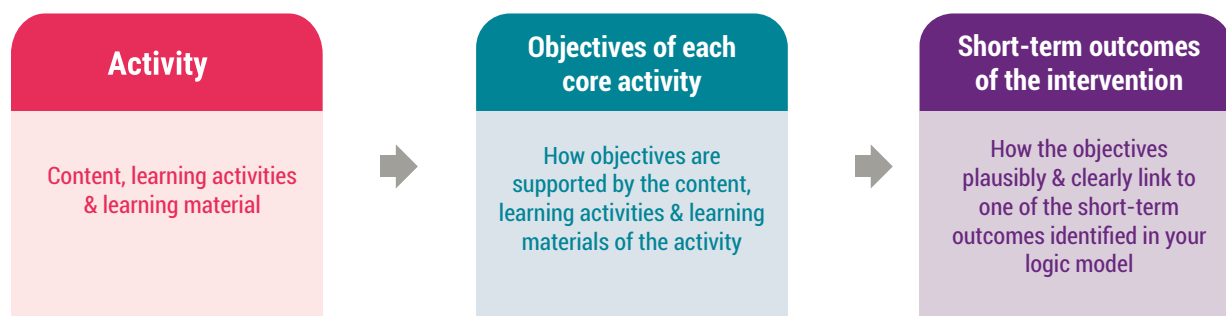 Activity
Content, learning activities
& learning material
Objectives of each
core activity
How objectives are
supported by the content,
learning activities & learning
materials of the activity
Short-term outcomes
of the intervention
How the objectives
plausibly & clearly link to
one of the short-term
outcomes identified in your
logic model